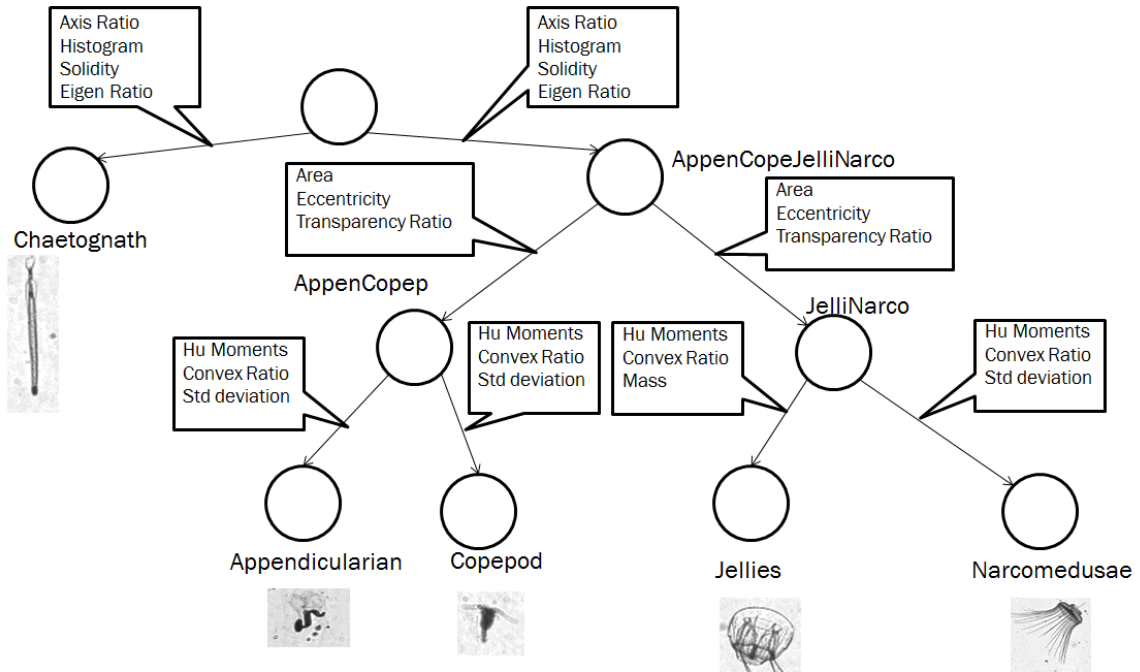 Axis Ratio
Histogram
Solidity
Eigen Ratio
Axis Ratio
Histogram
Solidity
Eigen Ratio
Chaetognath
AppenCopeJelliNarco
Area
Eccentricity
Transparency Ratio
Area
Eccentricity
Transparency Ratio
AppenCopep
JelliNarco
Hu Moments
Convex Ratio
Std deviation
Hu Moments
Convex Ratio
Std deviation
Hu Moments
Convex Ratio
Mass
Hu Moments
Convex Ratio
Std deviation
Appendicularian
Copepod
Jellies
Narcomedusae